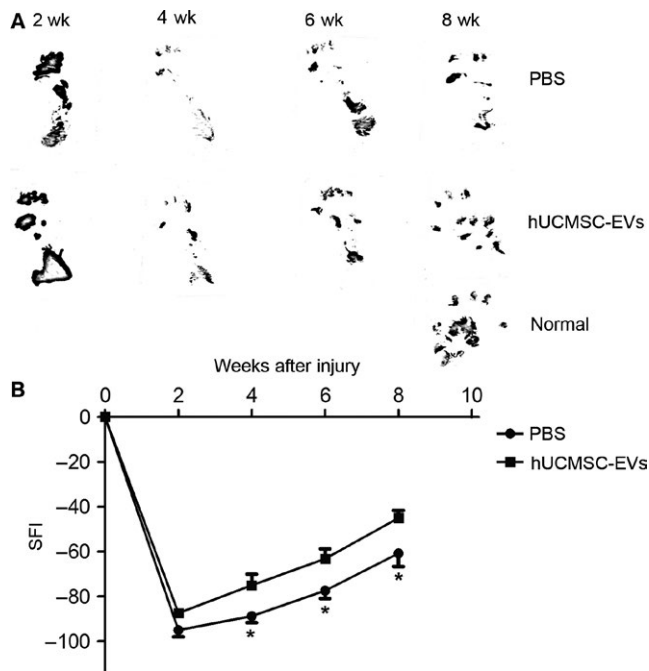 A 2 wk 4 wk 6 wk 8 wk
PBS
hUCMSC-EVs
Normal
Weeks after injury
B 0 2 4 6 8 10
0
−20
−40
−60
−80
−100
SFI
PBS
hUCMSC-EVs
*
*
*